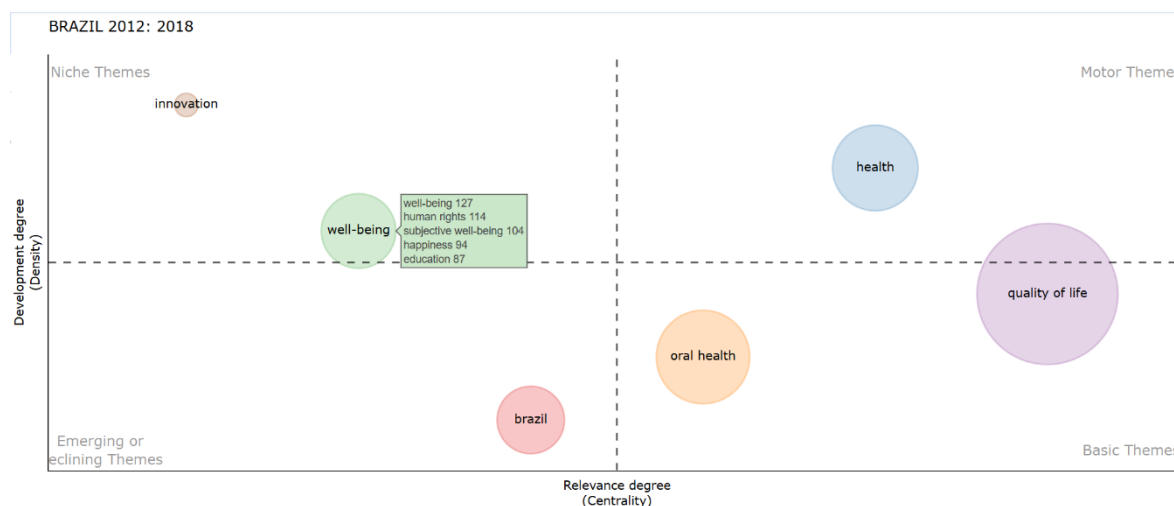 BRAZIL 2012: 2018
Niche Themes
Motor Theme
innovation
health
well-being
well-being 127
human rights 114
subjective well-being 104
happiness 94
education 87
Development degree
(Density)
quality of life
oral health
brazil
Emerging or
eclining Themes
Basic Themes
Relevance degree
(Centrality)